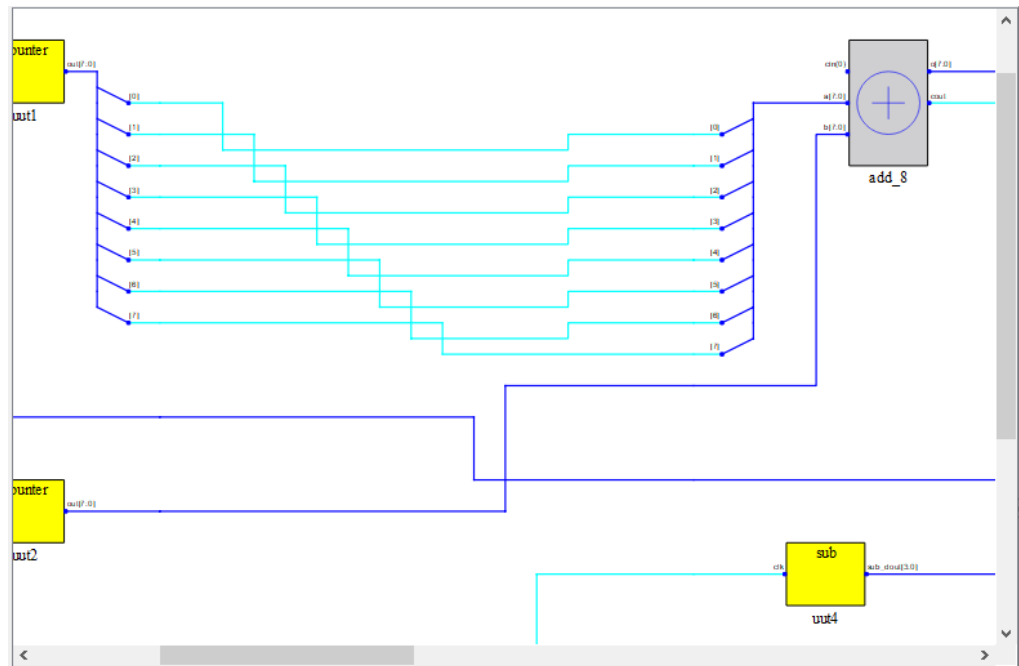 ounter
out[7:0]
uut1
[0]
[1]
[2]
[3]
[4]
[5]
[6]
[7]
[0]
[1]
[2]
[3]
[4]
[5]
[6]
[7]
cin(0)
a[7:0]
b[7:0]
o[7:0]
cout
add_8
ounter
out[7:0]
uut2
sub
clk
sub_dout[3:0]
uut4